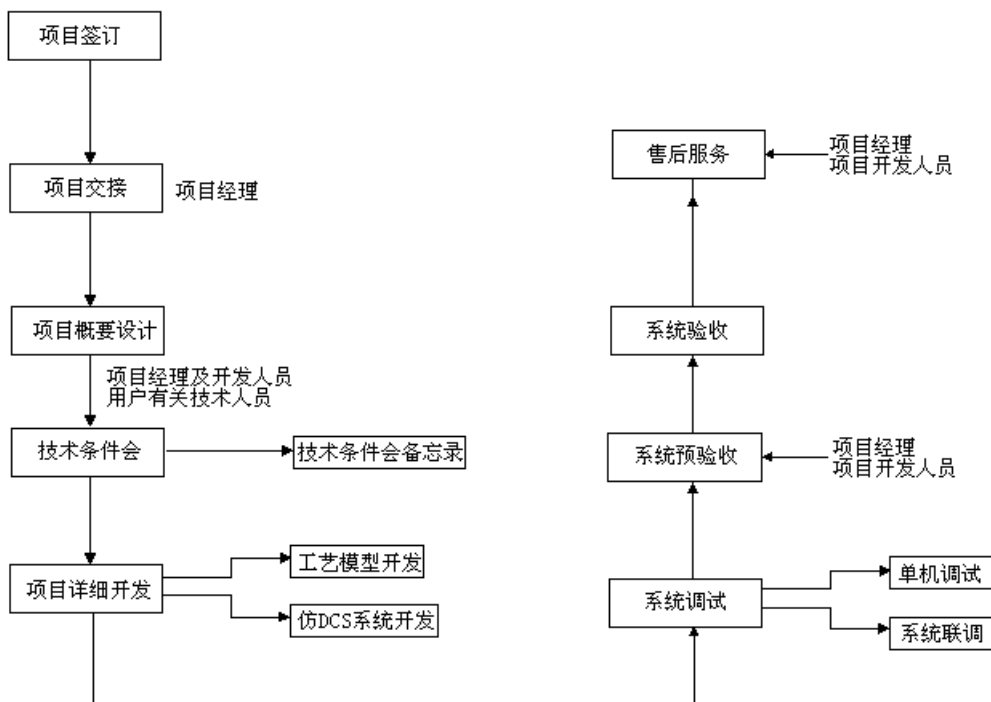 项目签订
项目交接
项目经理
项目概要设计
项目经理及开发人员
用户有关技术人员
技术条件会
技术条件会备忘录
项目详细开发
工艺模型开发
仿DCS系统开发
售后服务
项目经理
项目开发人员
系统验收
系统预验收
项目经理
项目开发人员
系统调试
单机调试
系统联调